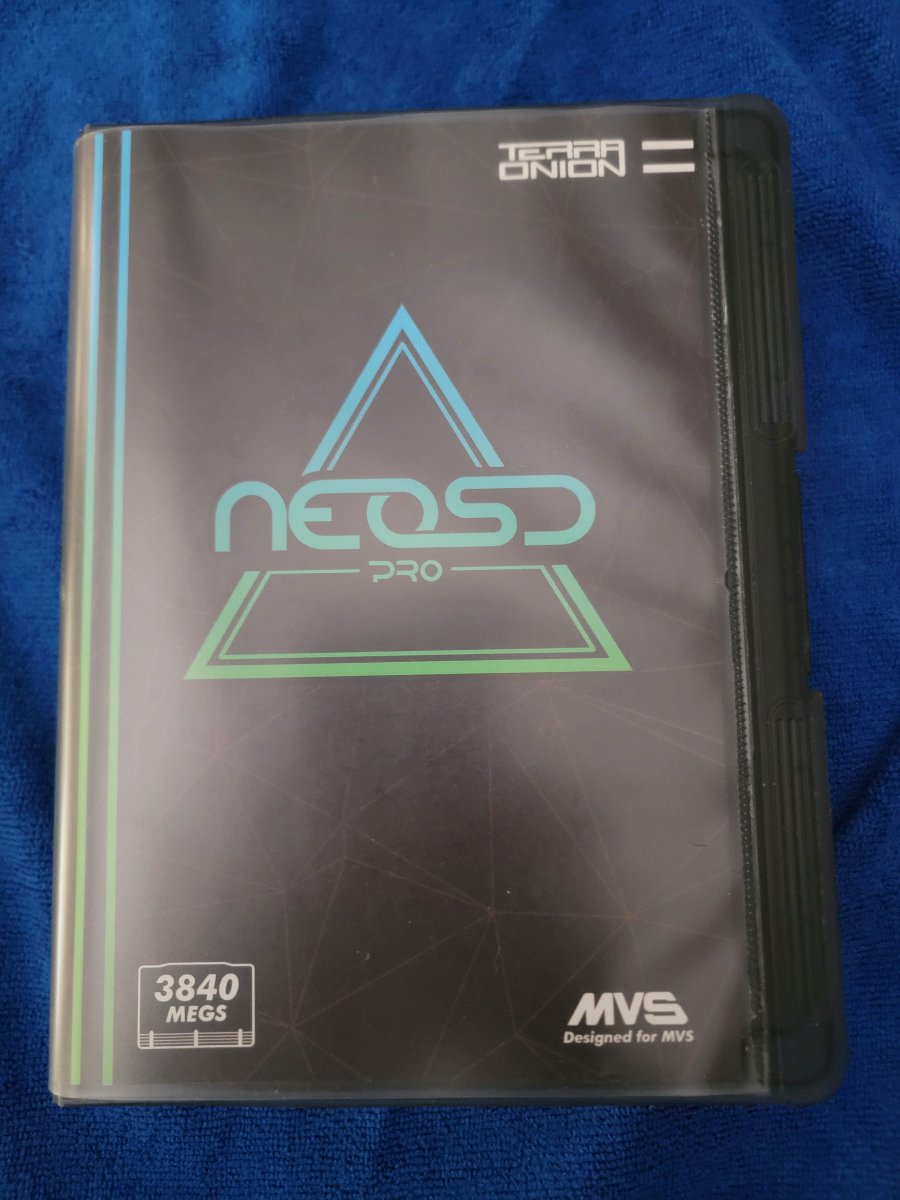 TERRA
ONION
NEOSD
PRO
3840
MEGS
MVS
Designed for MVS